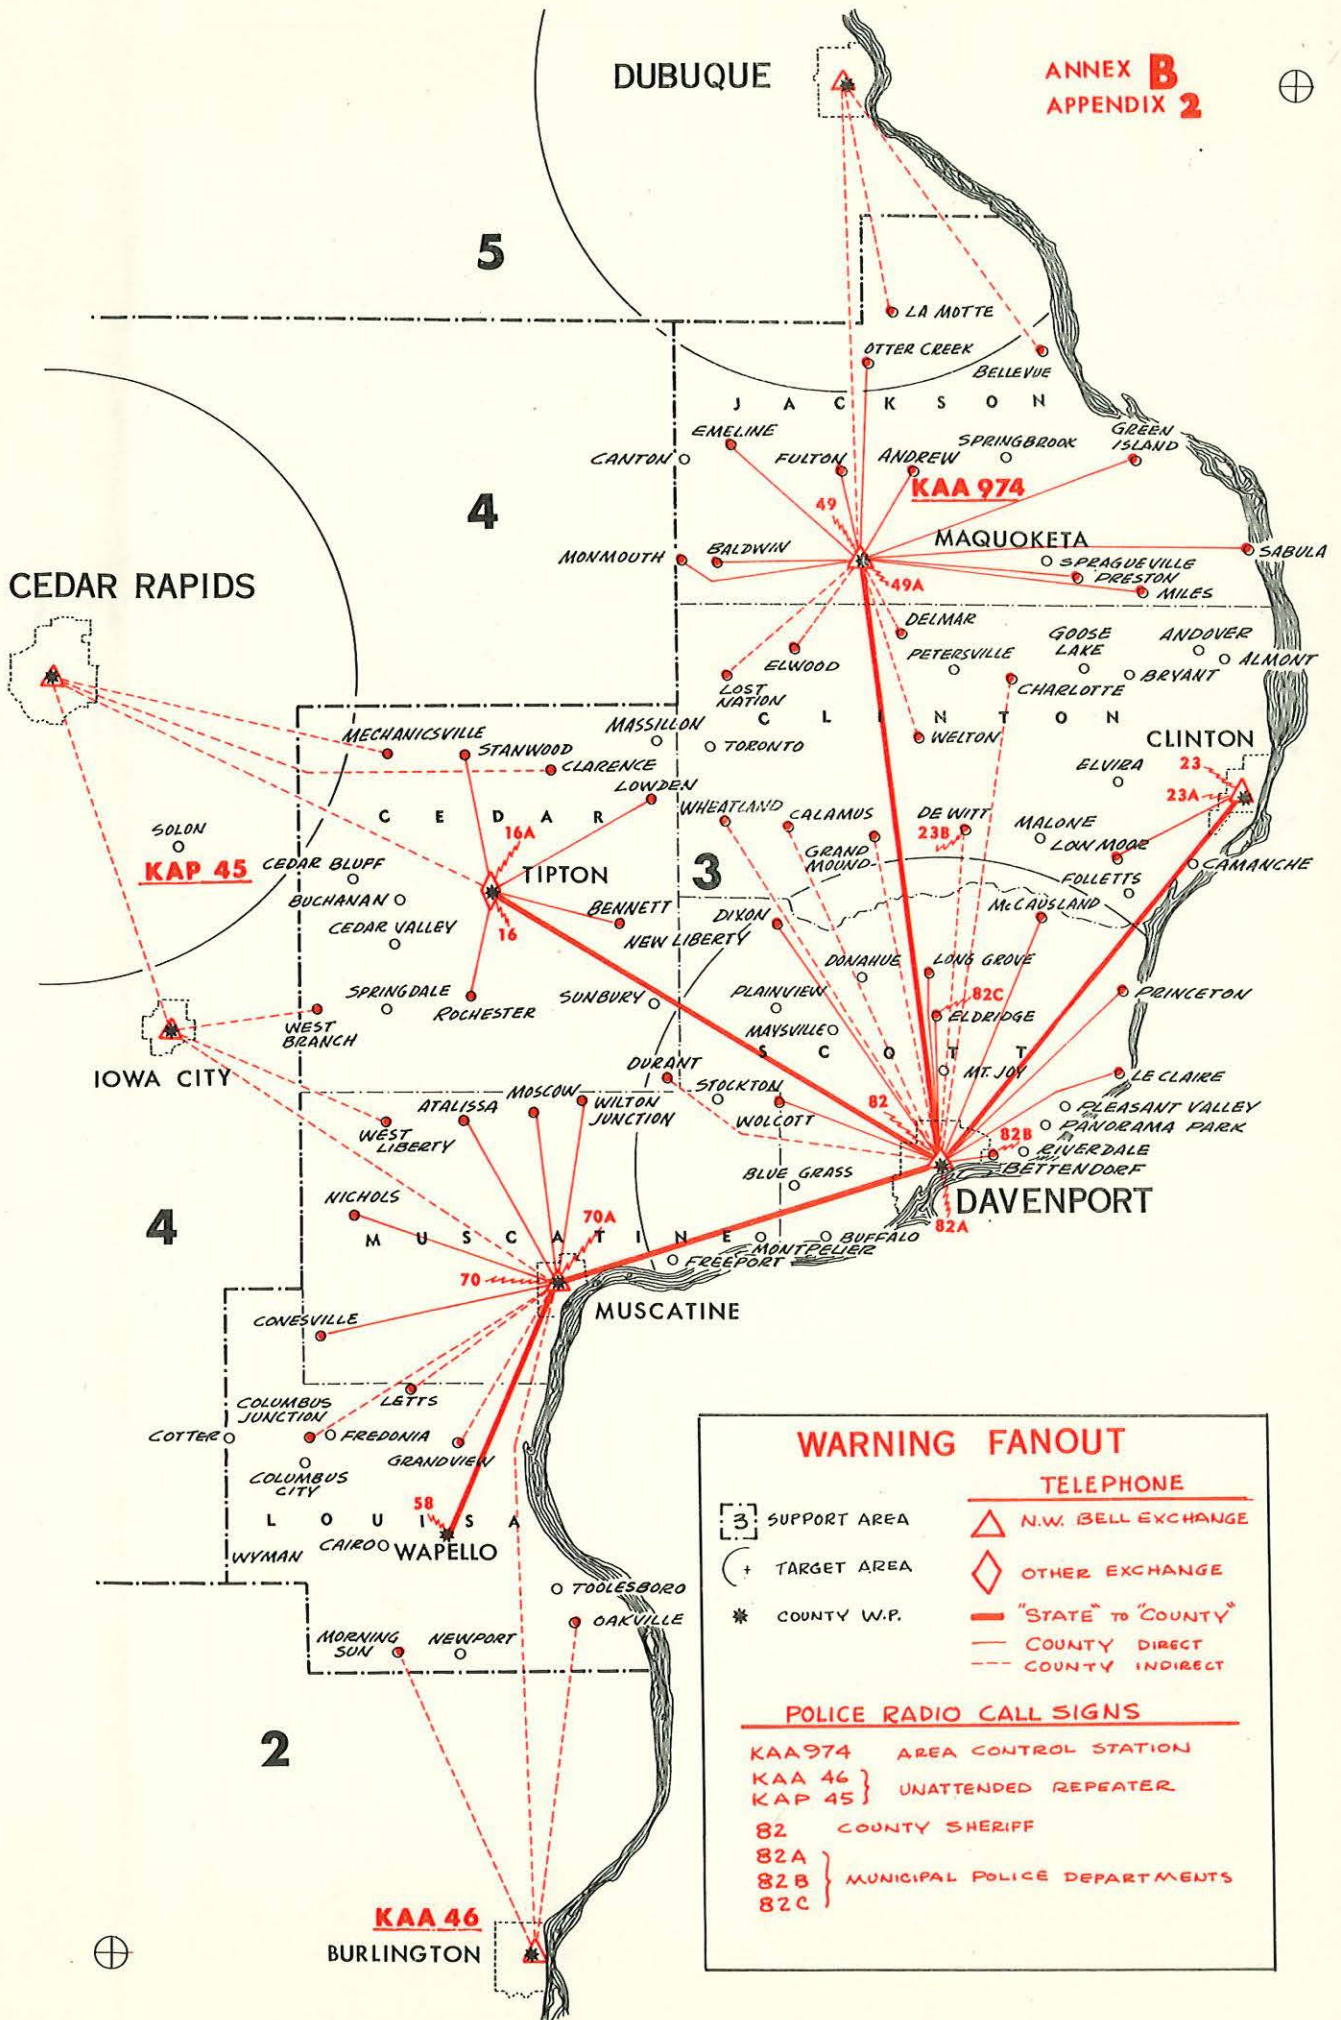 DUBUQUE
ANNEX B
APPENDIX 2
5
LA MOTTE
OTTER CREEK
BELLEVUE
JACKSON
EMELINE
CANTON
FULTON
ANDREW
SPRINGBROOK
GREEN
ISLAND
KAA 974
4
49
MAQUOKETA
MONMOUTH
BALDWIN
SPRAGUEVILLE
SABULA
PRESTON
49A
MILES
CEDAR RAPIDS
DELMAR
GOOSE
LAKE
ANDOVER
ELWOOD
PETERSVILLE
ALMONT
LOST
NATION
CHARLOTTE
BRYANT
CLINTON
MASSILLON
MECHANICSVILLE
STANWOOD
TORONTO
WELTON
CLINTON
CLARENCE
ELVIRA
23
23A
LOWDEN
WHEATLAND
CALAMUS
DE WITT
23B
CEDAR
SOLON
16A
GRAND
MOUND
MALONE
LOW MOOR
KAP 45
CEDAR BLUFF
TIPTON
3
CAMANCHE
FOLLETTS
BUCHANAN
BENNETT
DIXON
McCAUSLAND
CEDAR VALLEY
16
NEW LIBERTY
DONAHUE
LONG GROVE
SPRINGDALE
ROCHESTER
SUNBURY
PLAINVIEW
82C
PRINCETON
WEST
BRANCH
MAYSVILLE
ELDRIDGE
SCOTT
IOWA CITY
DURANT
MT. JOY
LE CLAIRE
ATALISSA
MOSCOW
WILTON
JUNCTION
STOCKTON
WOLCOTT
82
PLEASANT VALLEY
PANORAMA PARK
WEST
LIBERTY
82B
RIVERDALE
BETTENDORF
BLUE GRASS
NICHOLS
DAVENPORT
4
70A
82A
MUSCATINE
BUFFALO
MONTPELIER
FREEPORT
70
MUSCATINE
CONESVILLE
COLUMBUS
JUNCTION
LETTS
COTTER
FREDONIA
GRANDVIEW
COLUMBUS
CITY
58
LOUISA
WYMAN
CAIRO
WAPELLO
TOOLESBORO
OAKVILLE
MORNING
SUN
NEWPORT
2
KAA 46
BURLINGTON
WARNING FANOUT
TELEPHONE
3 SUPPORT AREA
N.W. BELL EXCHANGE
TARGET AREA
OTHER EXCHANGE
COUNTY W.P.
"STATE" TO "COUNTY"
COUNTY DIRECT
COUNTY INDIRECT
POLICE RADIO CALL SIGNS
KAA974 AREA CONTROL STATION
KAA 46
KAP 45 } UNATTENDED REPEATER
82 COUNTY SHERIFF
82A
82B } MUNICIPAL POLICE DEPARTMENTS
82C